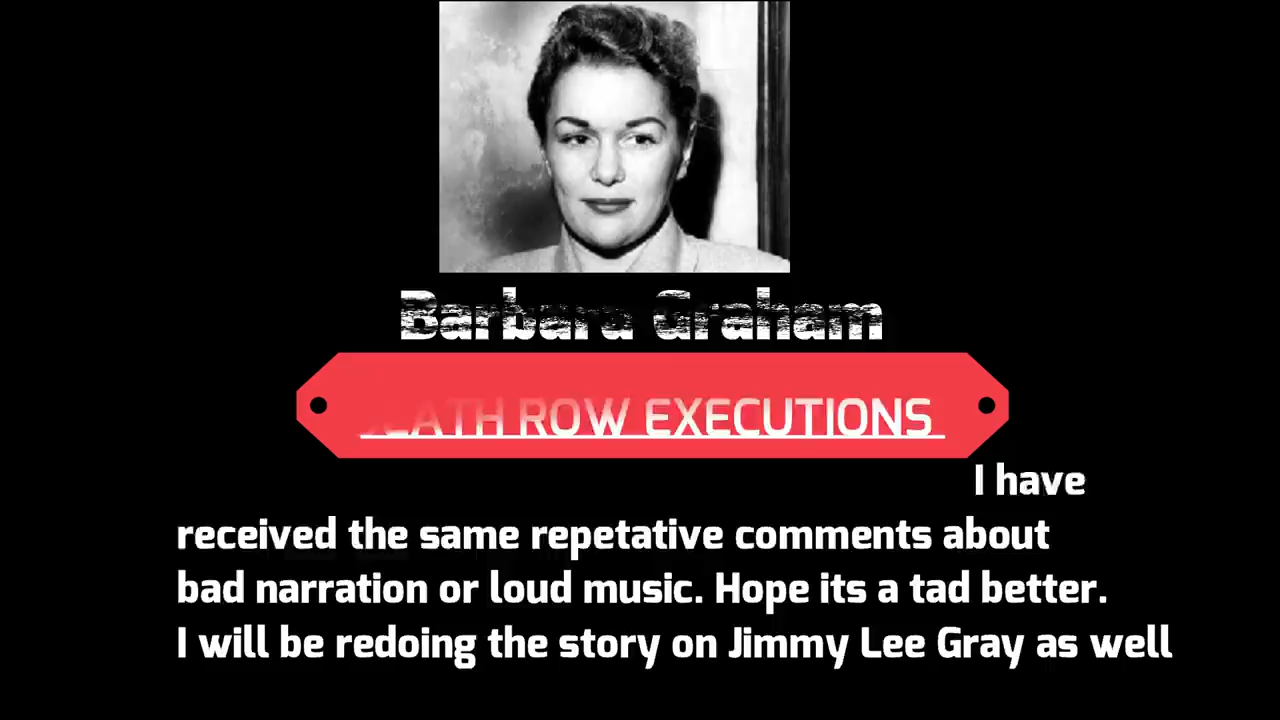 Barbara Graham
DEATH ROW EXECUTIONS
I have
received the same repetative comments about
bad narration or loud music. Hope its a tad better.
I will be redoing the story on Jimmy Lee Gray as well